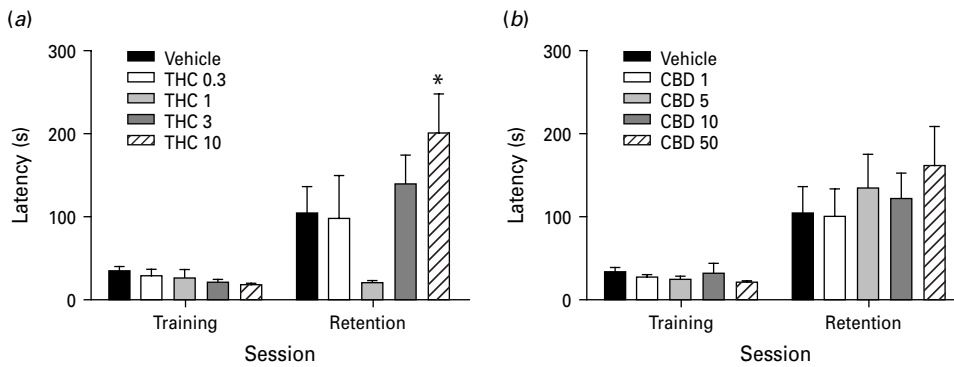 (a)
300
200
100
0
Latency (s)
Vehicle
THC 0.3
THC 1
THC 3
THC 10
*
Training
Retention
Session
(b)
300
200
100
0
Latency (s)
Vehicle
CBD 1
CBD 5
CBD 10
CBD 50
Training
Retention
Session